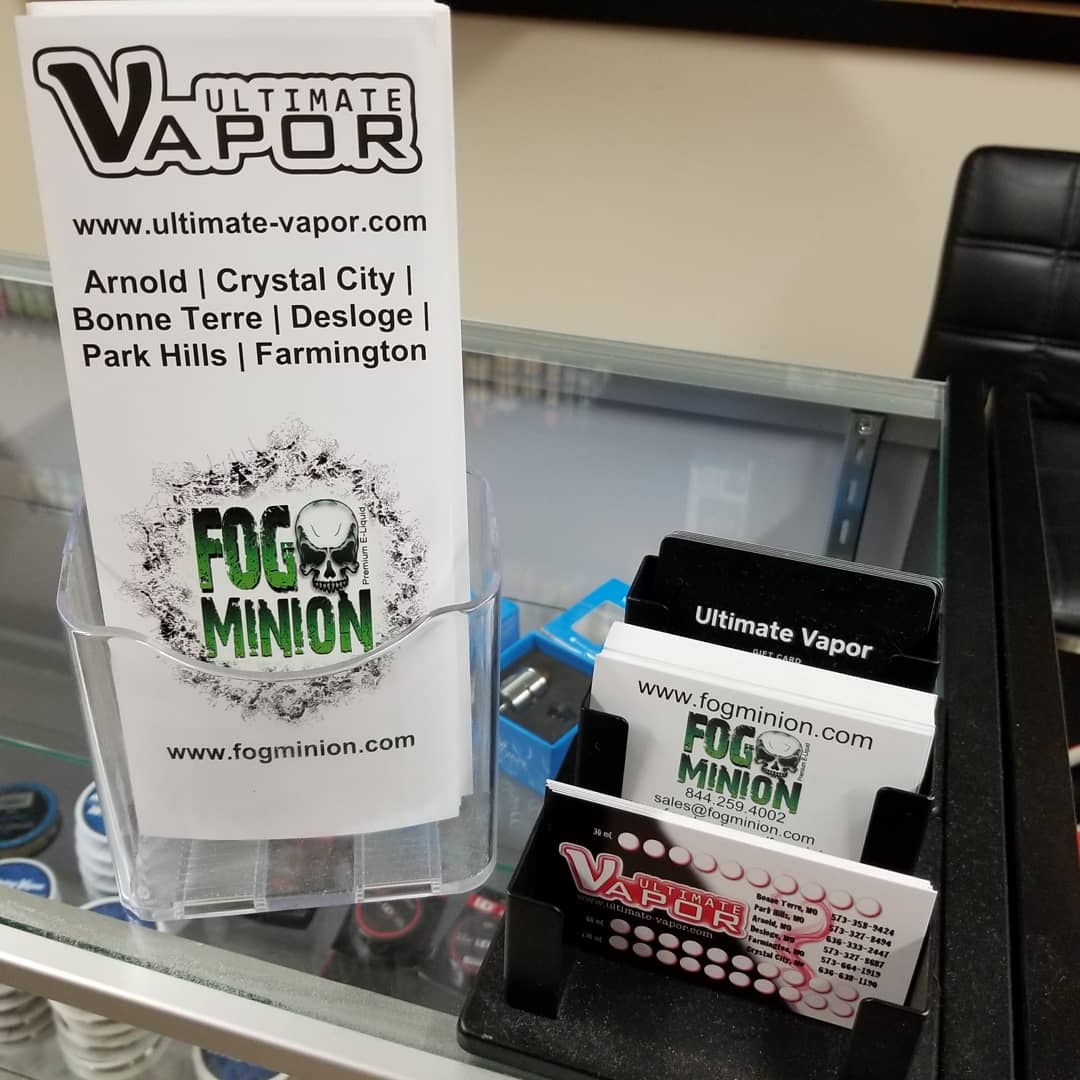 ULTIMATE
VAPOR
www.ultimate-vapor.com
Arnold | Crystal City |
Bonne Terre | Desloge |
Park Hills | Farmington
FOG
MINION
Premium E-Liquid
www.fogminion.com
Ultimate Vapor
GIFT CARD
www.fogminion.com
FOG
MINION
Premium E-Liquid
844.259.4002
sales@fogminion.com
30 mL
ULTIMATE
VAPOR
www.ultimate-vapor.com
60 mL
Bonne Terre, MO 573-358-9424
Park Hills, MO 573-327-8494
Arnold, MO 636-333-2447
Desloge, MO 573-327-8687
Farmington, MO 573-664-1919
Crystal City, MO 636-638-1190